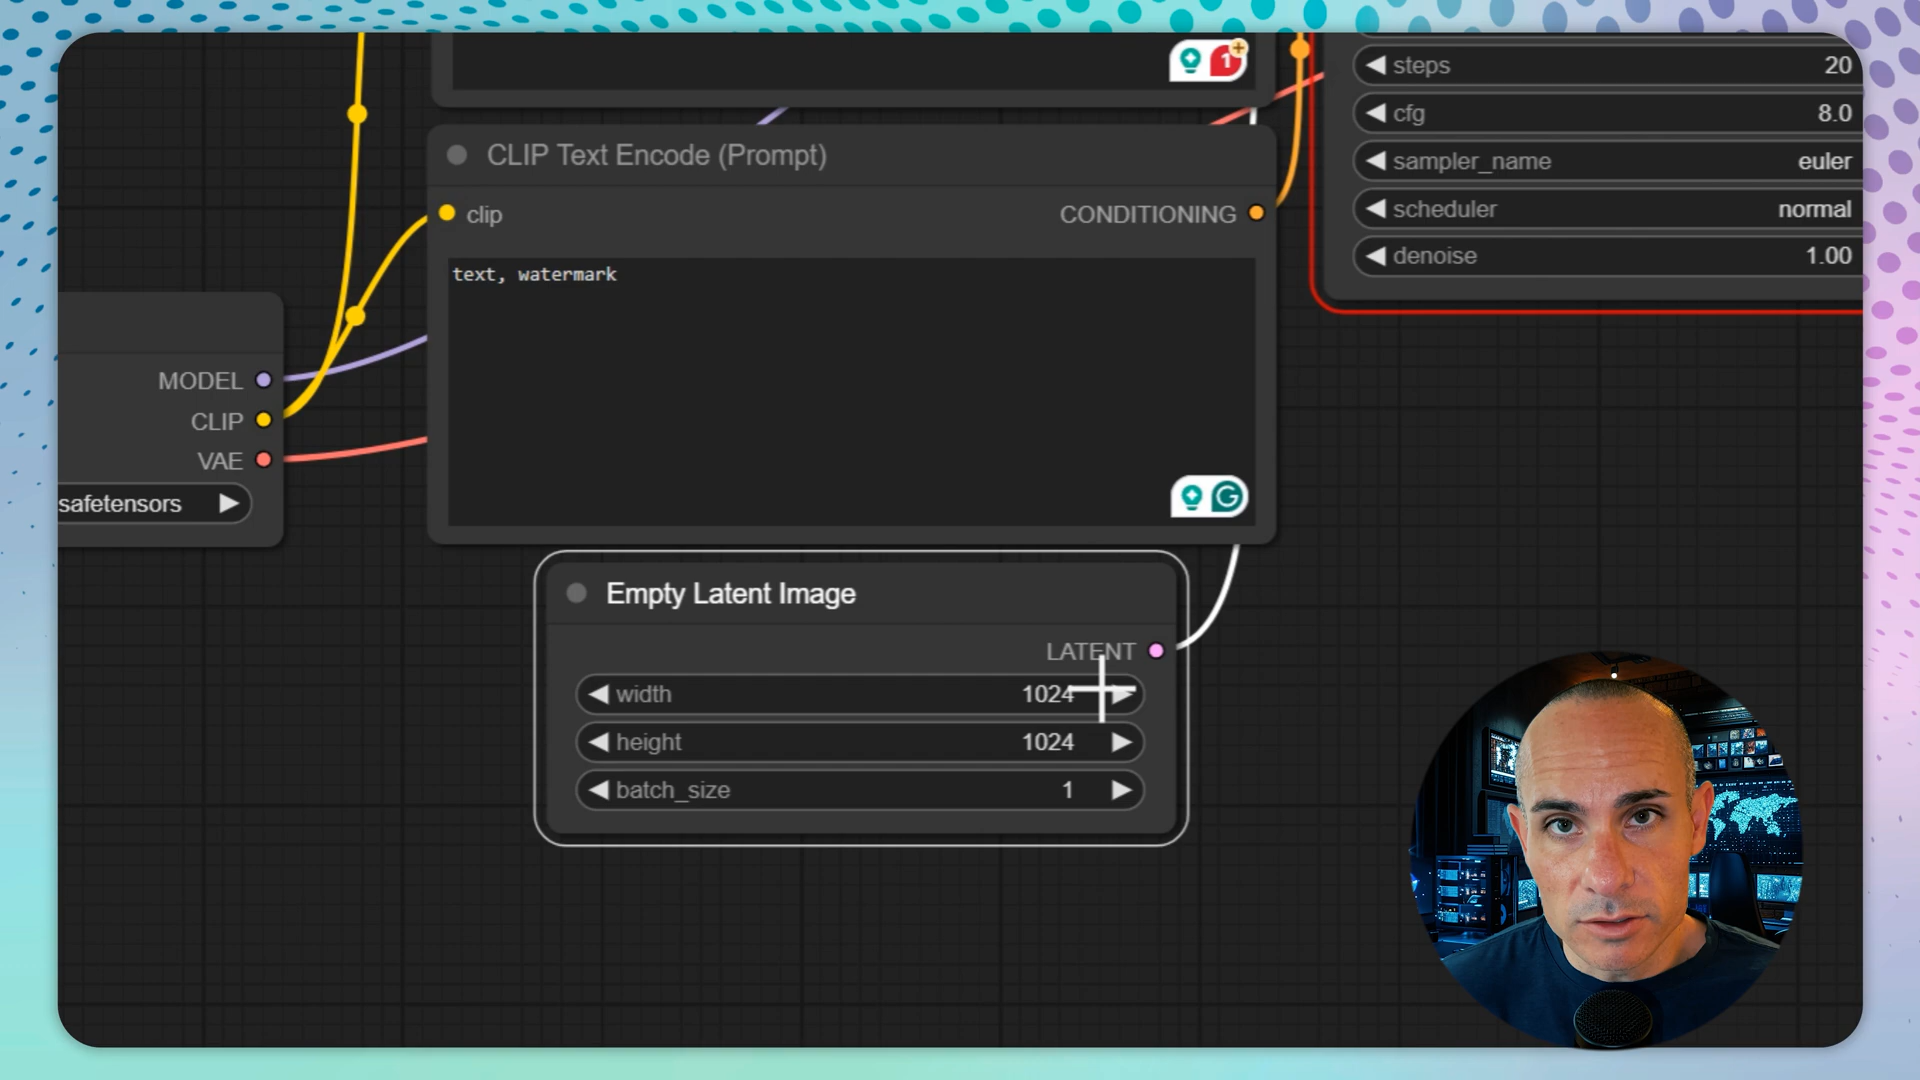 1
steps 20
cfg 8.0
sampler_name euler
scheduler normal
denoise 1.00
CLIP Text Encode (Prompt)
clip CONDITIONING
text, watermark
MODEL
CLIP
VAE
safetensors
Empty Latent Image
LATENT
width 1024
height 1024
batch_size 1